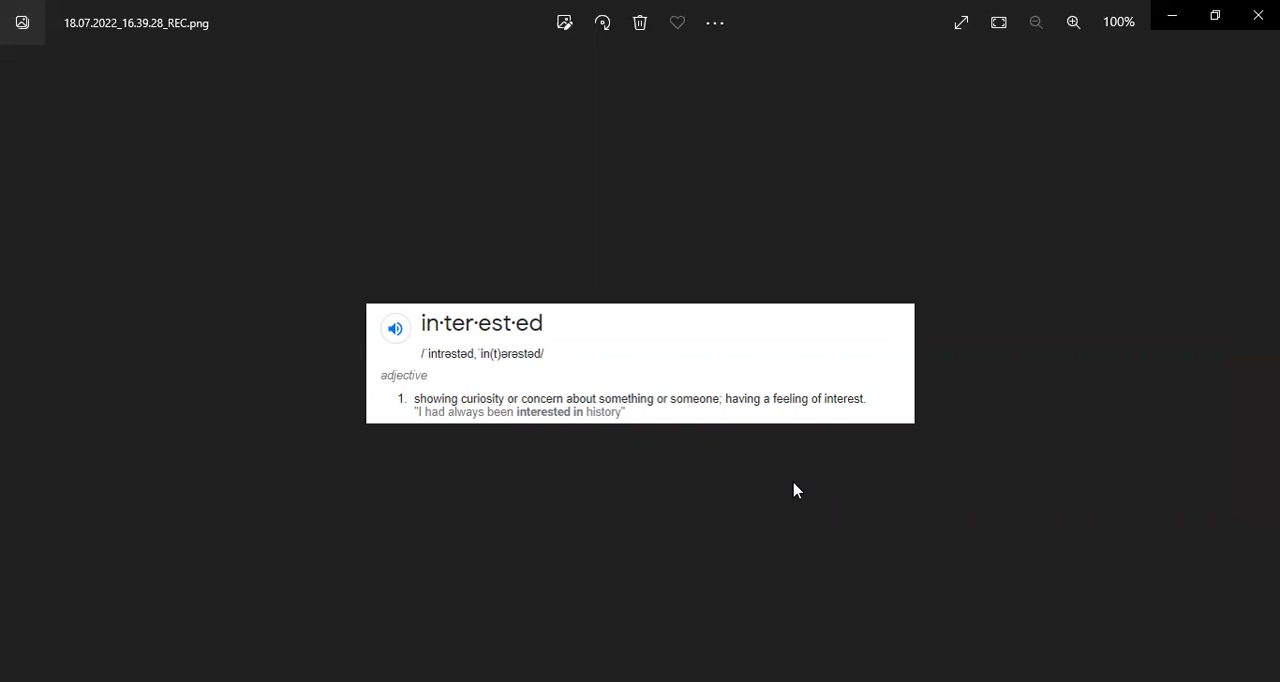 18.07.2022_16.39.28_REC.png
100%
in·ter·est·ed
/ˈintrəstəd,ˈin(t)ərəstəd/
adjective
1. showing curiosity or concern about something or someone; having a feeling of interest.
"I had always been interested in history"